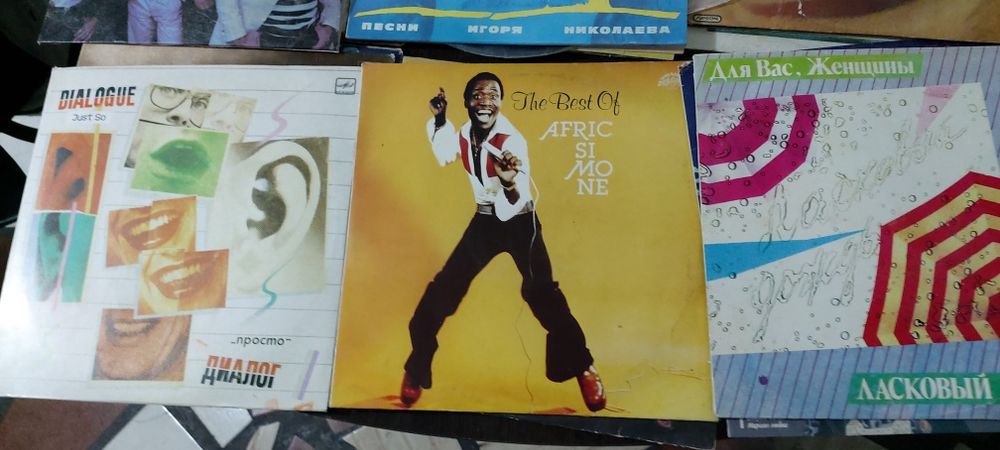 ПЕСНИ ИГОРЯ НИКОЛАЕВА
DIALOGUE
Just So
"просто"
ДИАЛОГ
The Best Of
AFRIC
SI
MO
NE
Для Вас, Женщины
ЛАСКОВЫЙ